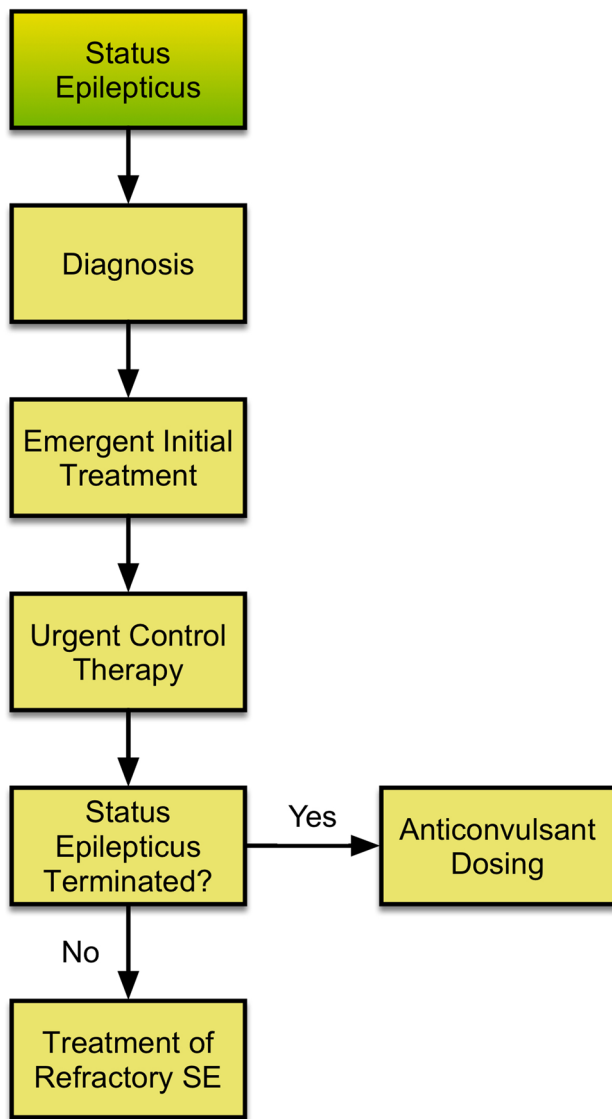 Status
Epilepticus
Diagnosis
Emergent Initial
Treatment
Urgent Control
Therapy
Status
Epilepticus
Terminated?
Yes
Anticonvulsant
Dosing
No
Treatment of
Refractory SE